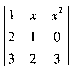 | 1 x x² |
| 2 1 0 |
| 3 2 3 |